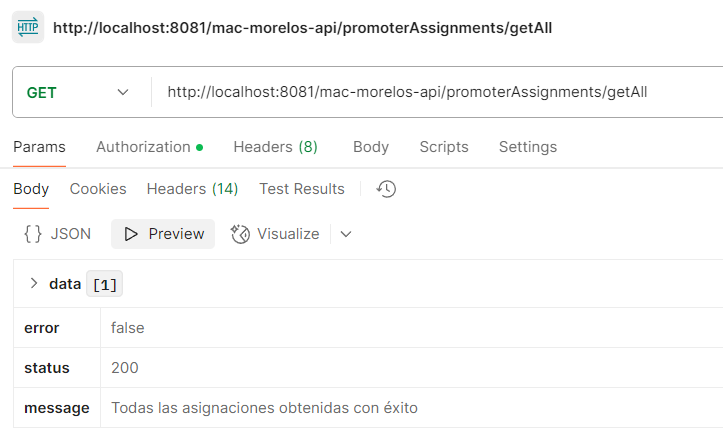 HTTP http://localhost:8081/mac-morelos-api/promoterAssignments/getAll
GET http://localhost:8081/mac-morelos-api/promoterAssignments/getAll
Params Authorization Headers (8) Body Scripts Settings
Body Cookies Headers (14) Test Results
{} JSON Preview Visualize
data [1]
error false
status 200
message Todas las asignaciones obtenidas con éxito